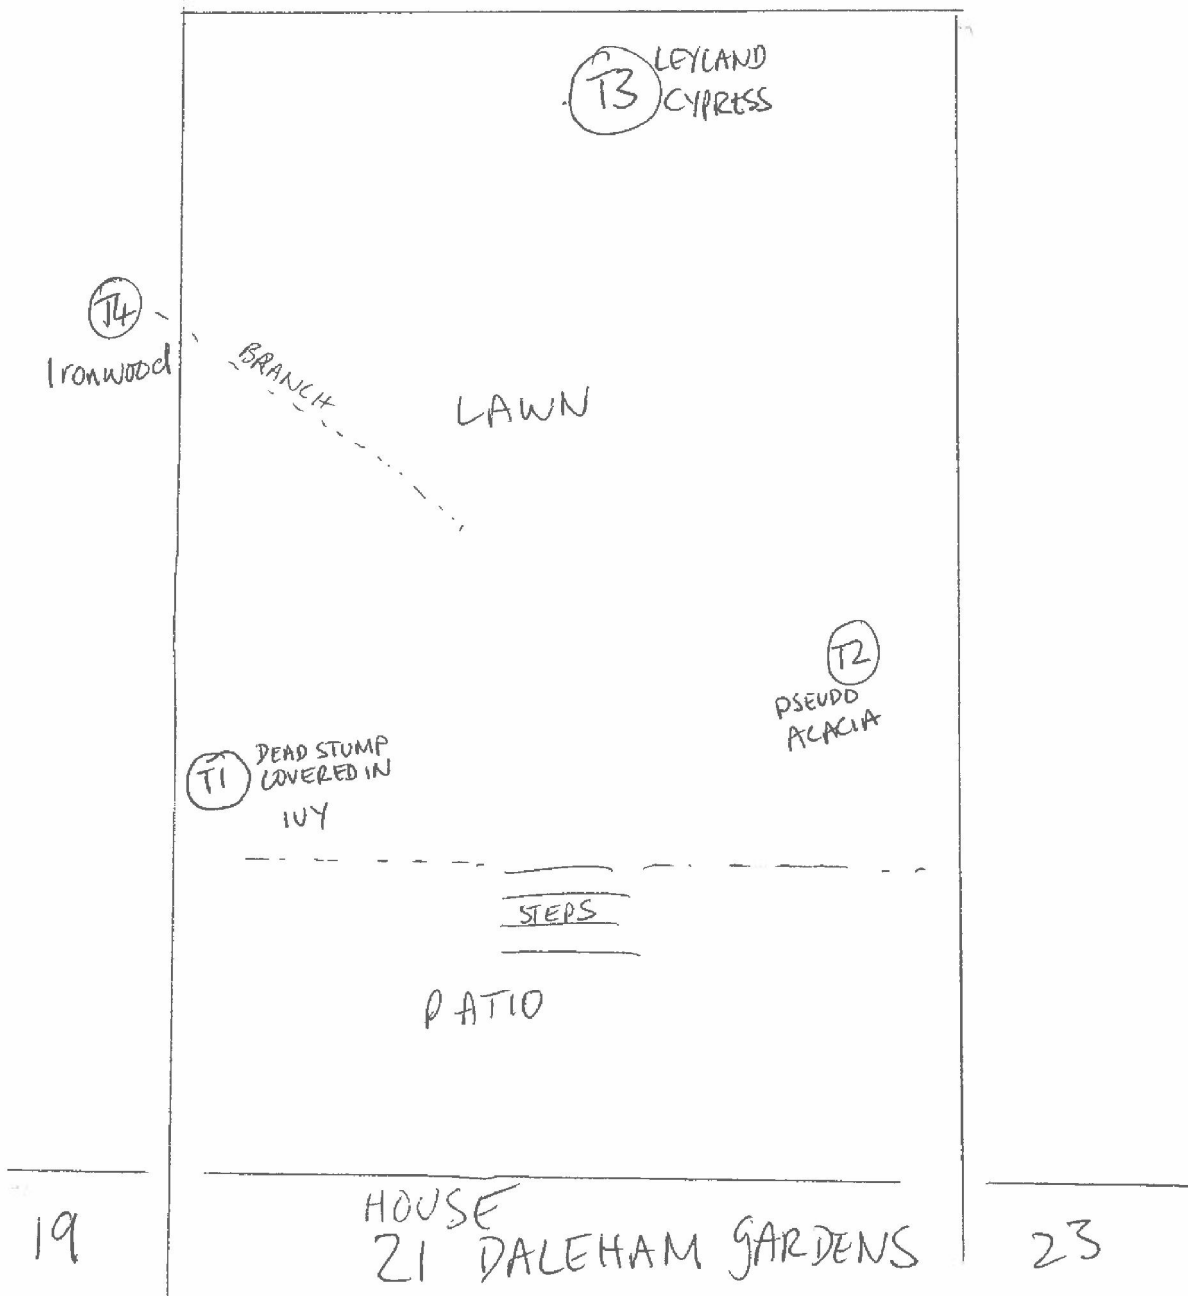 T3
LEYLAND
CYPRESS
T4
Ironwood
BRANCH
LAWN
T2
PSEUDO
ACACIA
T1
DEAD STUMP
COVERED IN
IVY
STEPS
PATIO
19
HOUSE
21 DALEHAM GARDENS
23